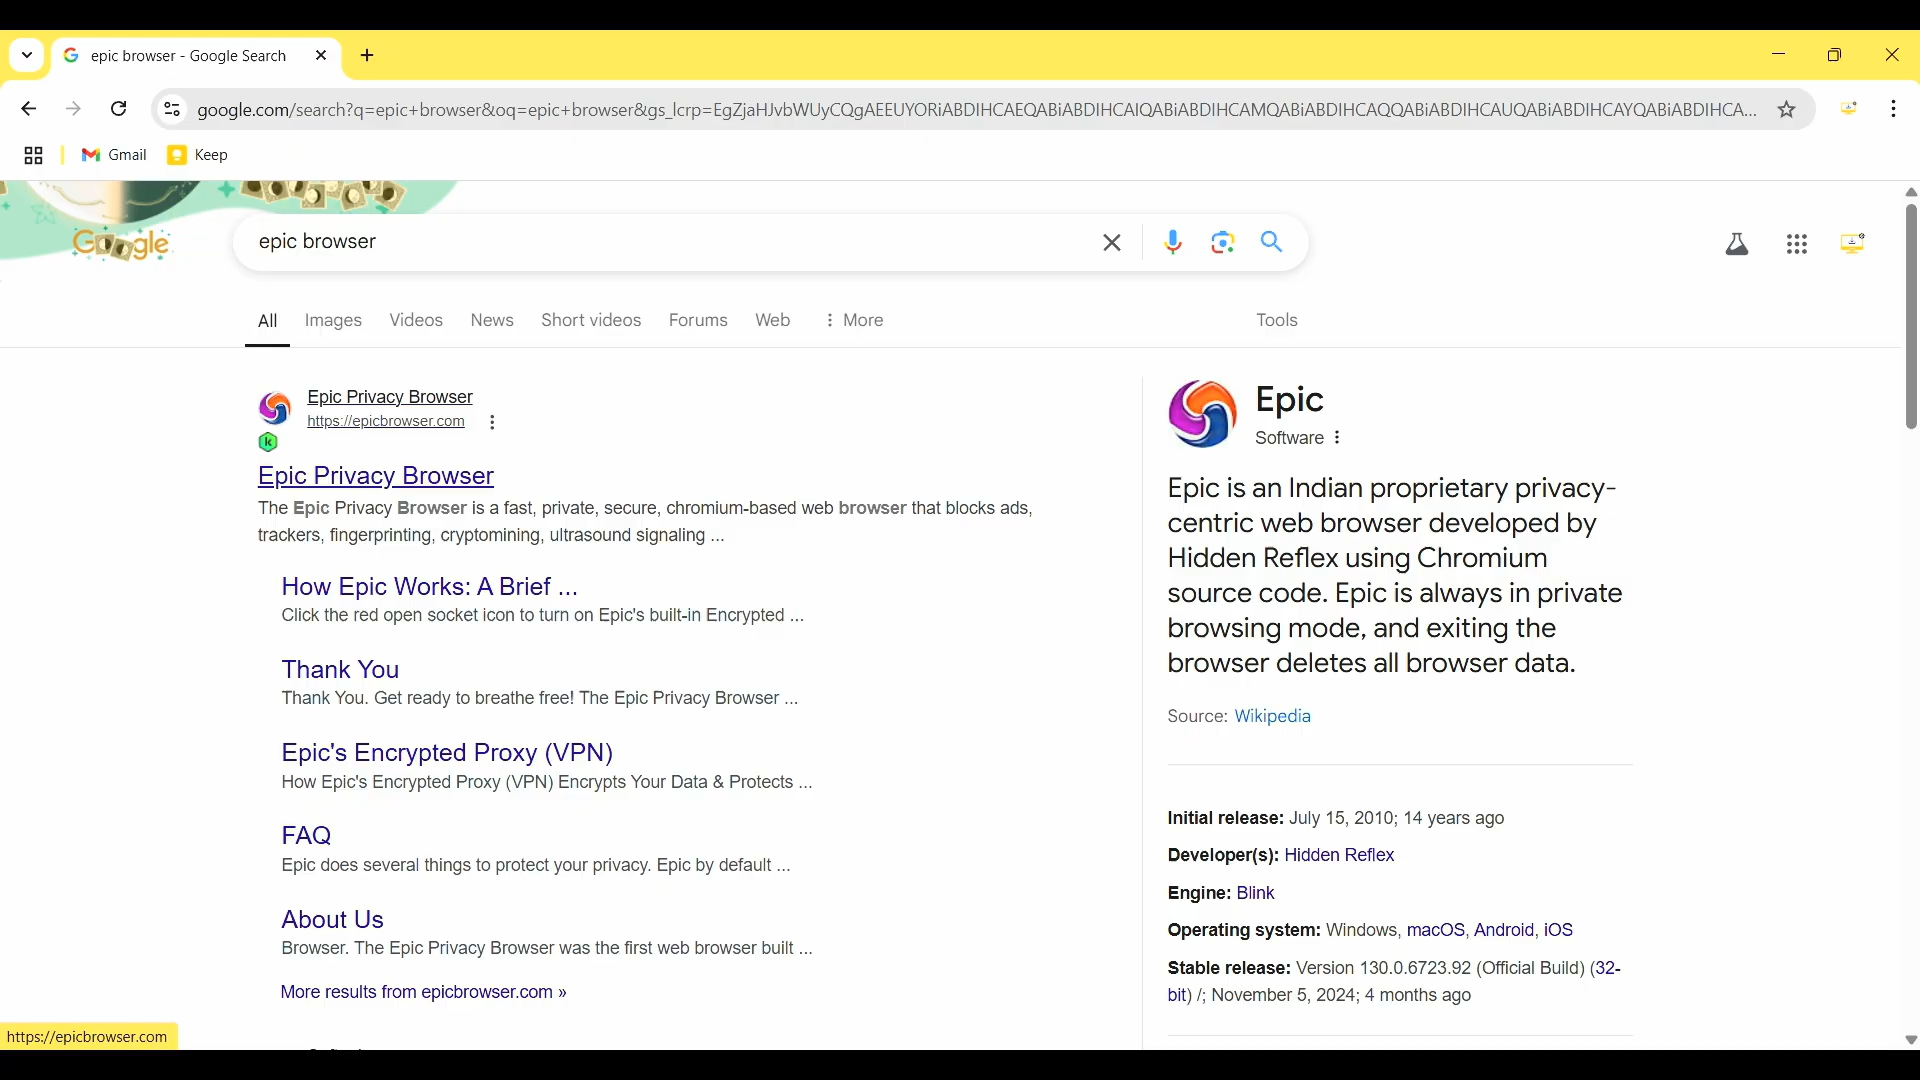 epic browser - Google Search
google.com/search?q=epic+browser&oq=epic+browser&gs_lcrp=EgZjaHJvbWUyCQgAEEUYORiABDIHCAEQABiABDIHCAIQABiABDIHCAMQABiABDIHCAQQABiABDIHCAUQABiABDIHCAYQABiABDIHCA...
Gmail Keep
Google
epic browser
All Images Videos News Short videos Forums Web More Tools
Epic Privacy Browser
https://epicbrowser.com
Epic Privacy Browser
The Epic Privacy Browser is a fast, private, secure, chromium-based web browser that blocks ads,
trackers, fingerprinting, cryptomining, ultrasound signaling ...
How Epic Works: A Brief ...
Click the red open socket icon to turn on Epic's built-in Encrypted ...
Thank You
Thank You. Get ready to breathe free! The Epic Privacy Browser ...
Epic's Encrypted Proxy (VPN)
How Epic's Encrypted Proxy (VPN) Encrypts Your Data & Protects ...
FAQ
Epic does several things to protect your privacy. Epic by default ...
About Us
Browser. The Epic Privacy Browser was the first web browser built ...
More results from epicbrowser.com »
Epic
Software
Epic is an Indian proprietary privacy-
centric web browser developed by
Hidden Reflex using Chromium
source code. Epic is always in private
browsing mode, and exiting the
browser deletes all browser data.
Source: Wikipedia
Initial release: July 15, 2010; 14 years ago
Developer(s): Hidden Reflex
Engine: Blink
Operating system: Windows, macOS, Android, iOS
Stable release: Version 130.0.6723.92 (Official Build) (32-
bit) /; November 5, 2024; 4 months ago
https://epicbrowser.com